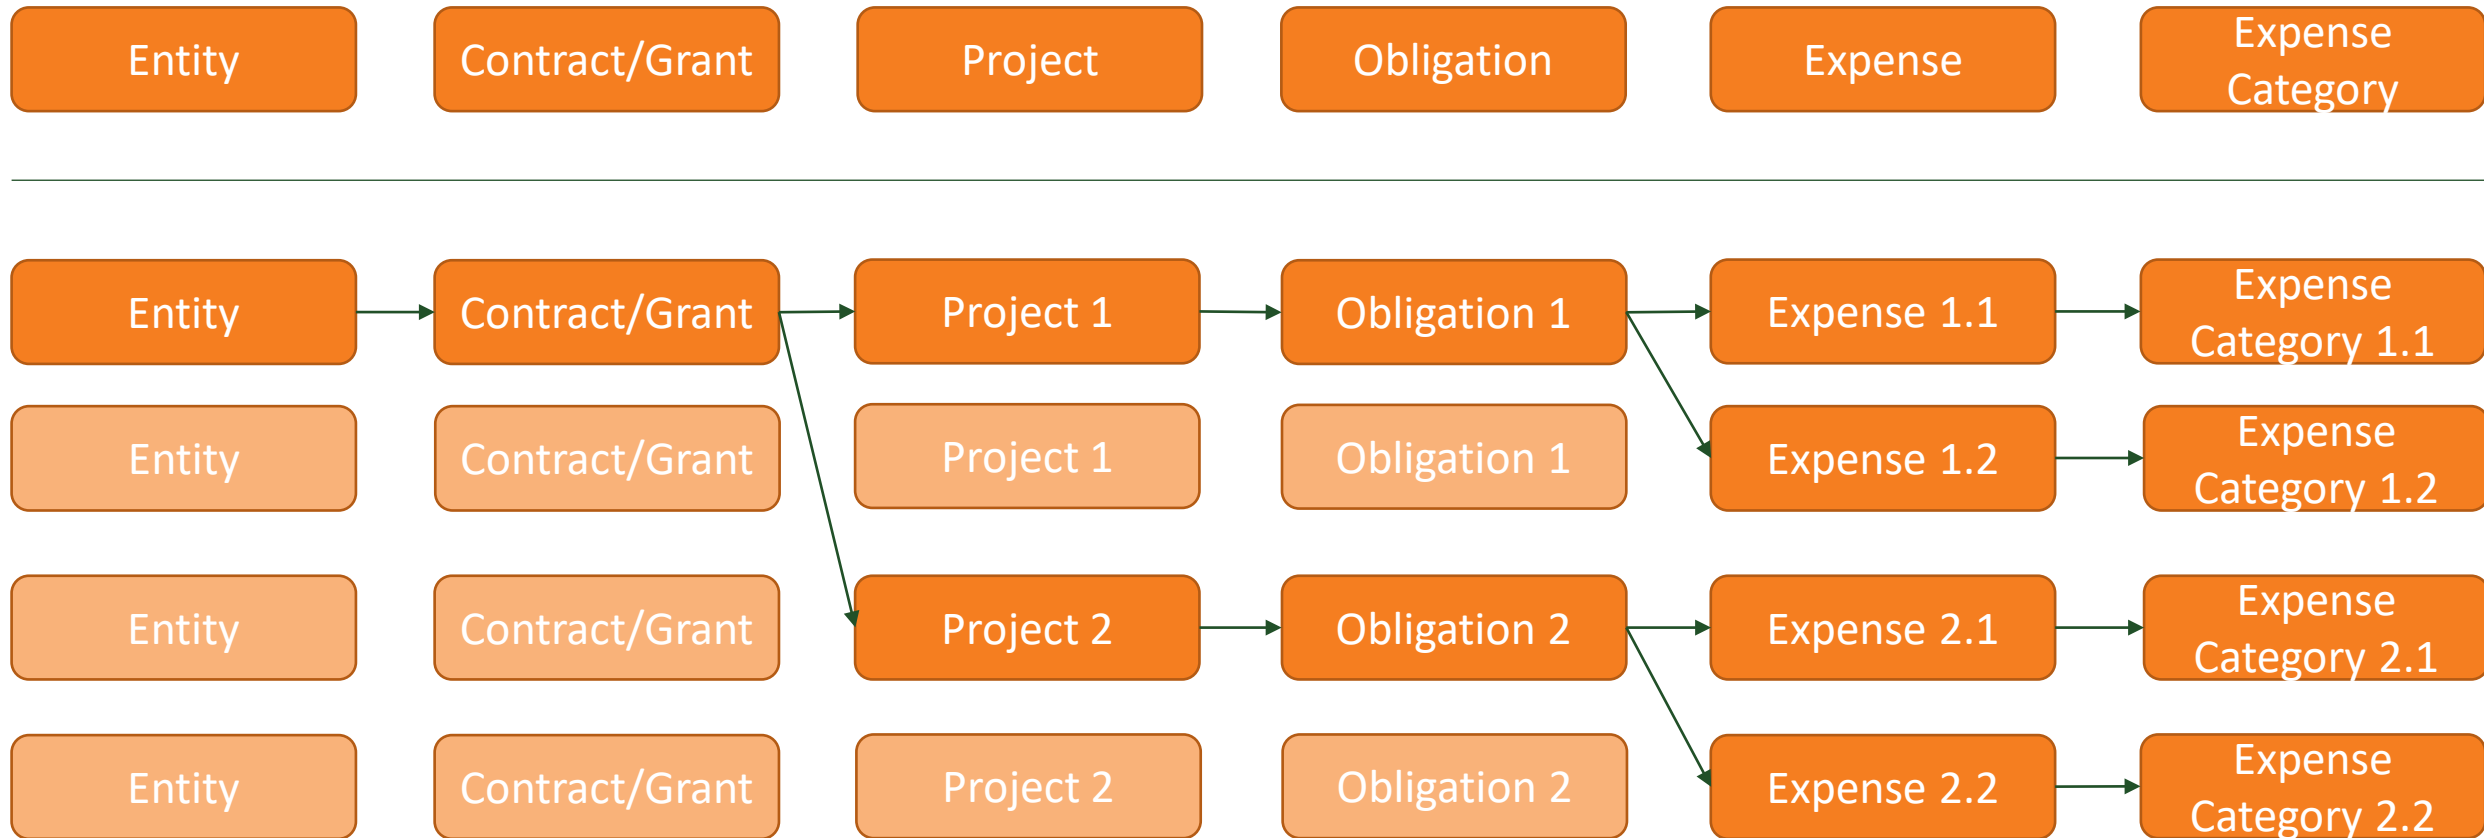 Entity
Contract/Grant
Project
Obligation
Expense
Expense
Category
Entity
Contract/Grant
Project 1
Obligation 1
Expense 1.1
Expense
Category 1.1
Entity
Contract/Grant
Project 1
Obligation 1
Expense 1.2
Expense
Category 1.2
Entity
Contract/Grant
Project 2
Obligation 2
Expense 2.1
Expense
Category 2.1
Entity
Contract/Grant
Project 2
Obligation 2
Expense 2.2
Expense
Category 2.2